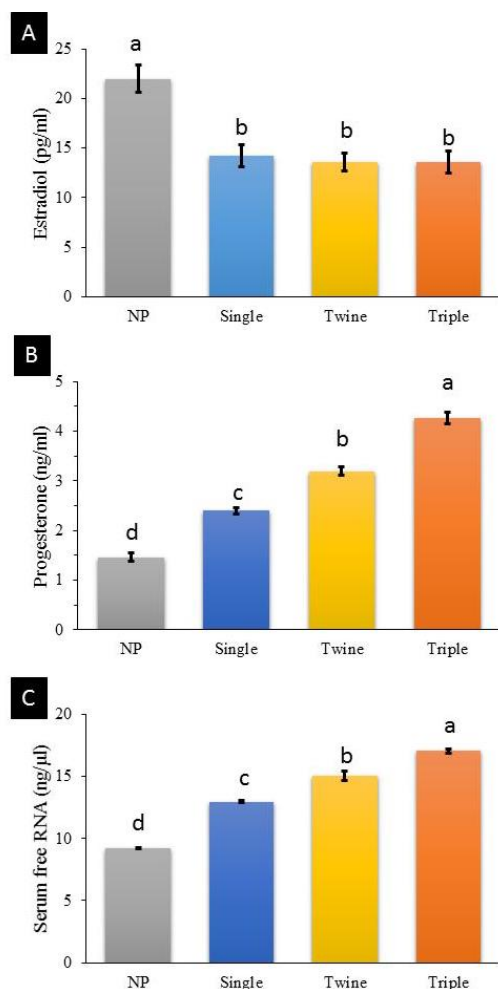 A
Estradiol (pg/ml)
25
20
15
10
5
0
a
b
b
b
NP Single Twine Triple
B
Progesterone (ng/ml)
5
4
3
2
1
0
d
c
b
a
NP Single Twine Triple
C
Serum free RNA (ng/µl)
20
15
10
5
0
d
c
b
a
NP Single Twine Triple